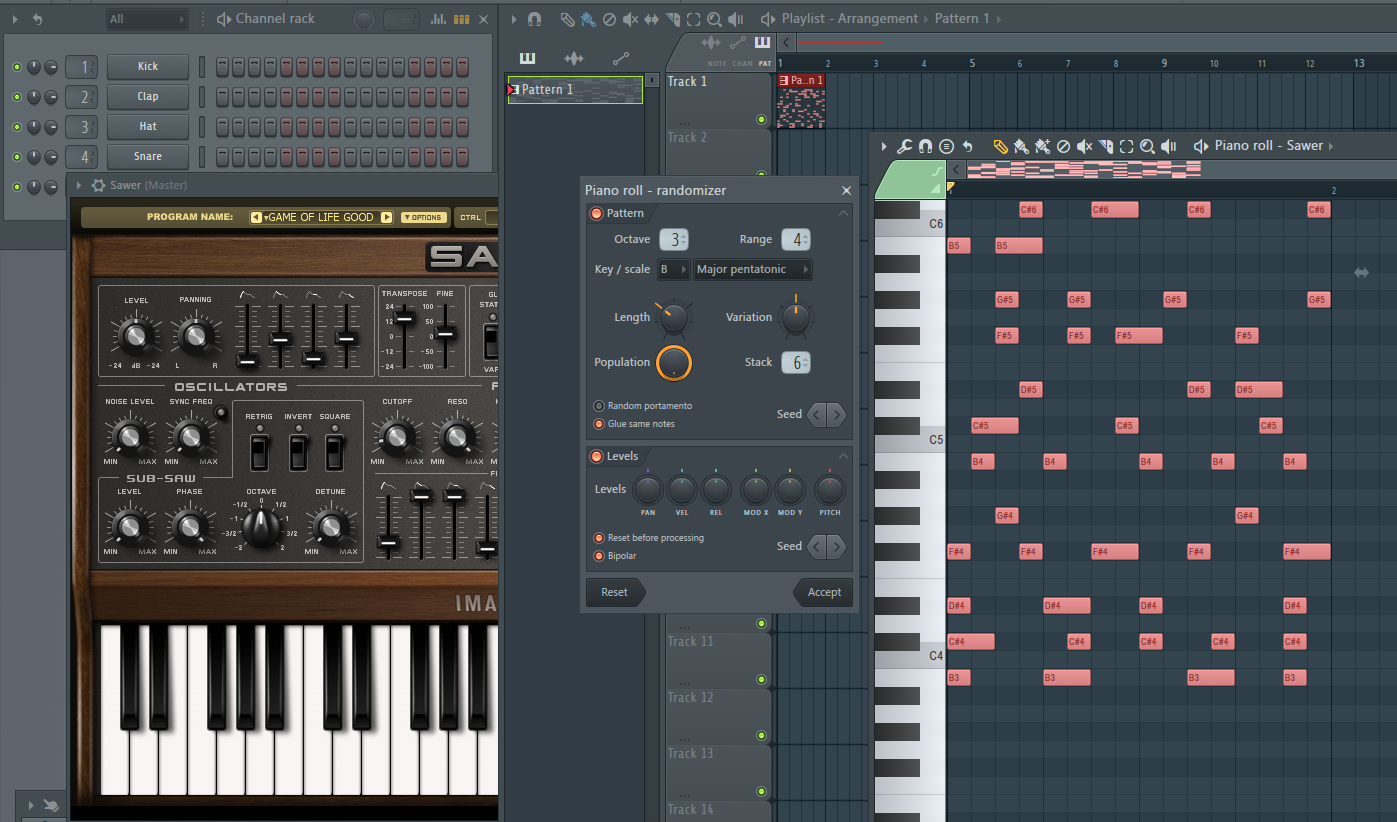 All
Channel rack
1 Kick
2 Clap
3 Hat
4 Snare
Sawer (Master)
PROGRAM NAME: GAME OF LIFE GOOD OPTIONS CTRL
SA
LEVEL
PANNING
-24 dB -24
L R
TRANSPOSE FINE
24 100
12 50
0 0
-12 -50
-24 -100
OSCILLATORS
NOISE LEVEL
SYNC FREQ
MIN MAX
MIN MAX
RETRIG INVERT SQUARE
CUTOFF
RESO
MIN MAX
MIN MAX
SUB-SAW
LEVEL
PHASE
OCTAVE
DETUNE
-1/2 0 1/2
-1 1
-3/2 3/2
-2 2
MIN MAX
MIN MAX
MIN MAX
IMA
Playlist - Arrangement
Pattern 1
NOTE CHAN PAT
1 2 3 4 5 6 7 8 9 10 11 12 13
Pattern 1
Track 1
Pa..n 1
Track 2
Track 11
Track 12
Track 13
Track 14
Piano roll - randomizer
Pattern
Octave 3
Range 4
Key / scale B Major pentatonic
Length
Variation
Population
Stack 6
Random portamento
Glue same notes
Seed
Levels
Levels
PAN VEL REL MOD X MOD Y PITCH
Reset before processing
Bipolar
Seed
Reset
Accept
Piano roll - Sawer
2
C6
C#6 C#6 C#6 C#6
B5 B5
G#5 G#5 G#5 G#5
F#5 F#5 F#5 F#5
D#5 D#5 D#5
C5
C#5 C#5 C#5
B4 B4 B4 B4 B4
G#4 G#4
F#4 F#4 F#4 F#4 F#4
D#4 D#4 D#4 D#4
C4
C#4 C#4 C#4 C#4 C#4
B3 B3 B3 B3